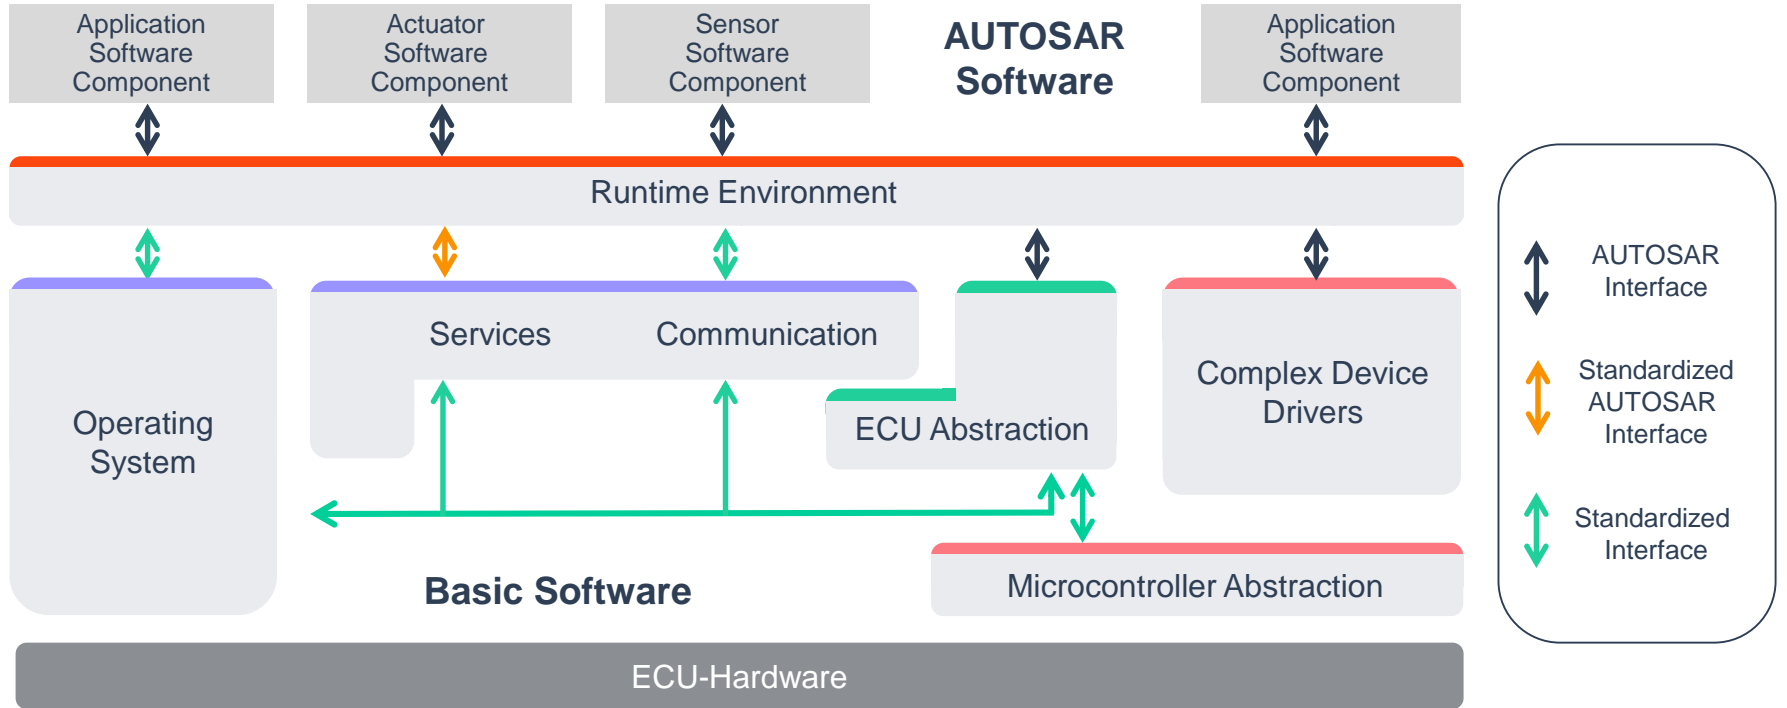 Application
Software
Component
Actuator
Software
Component
Sensor
Software
Component
AUTOSAR
Software
Application
Software
Component
Runtime Environment
Operating
System
Services
Communication
ECU Abstraction
Complex Device
Drivers
Basic Software
Microcontroller Abstraction
ECU-Hardware
AUTOSAR
Interface
Standardized
AUTOSAR
Interface
Standardized
Interface